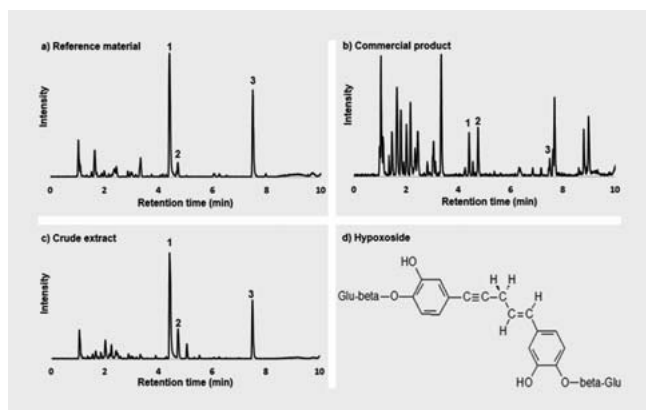 a) Reference material
1
2
3
Intensity
0
2
4
6
8
10
Retention time (min)
b) Commercial product
1
2
3
Intensity
0
2
4
6
8
10
Retention time (min)
c) Crude extract
1
2
3
Intensity
0
2
4
6
8
10
Retention time (min)
d) Hypoxoside
HO
H
H
H
Glu-beta
O
C≡C
C
C=C
H
HO
O
beta-Glu